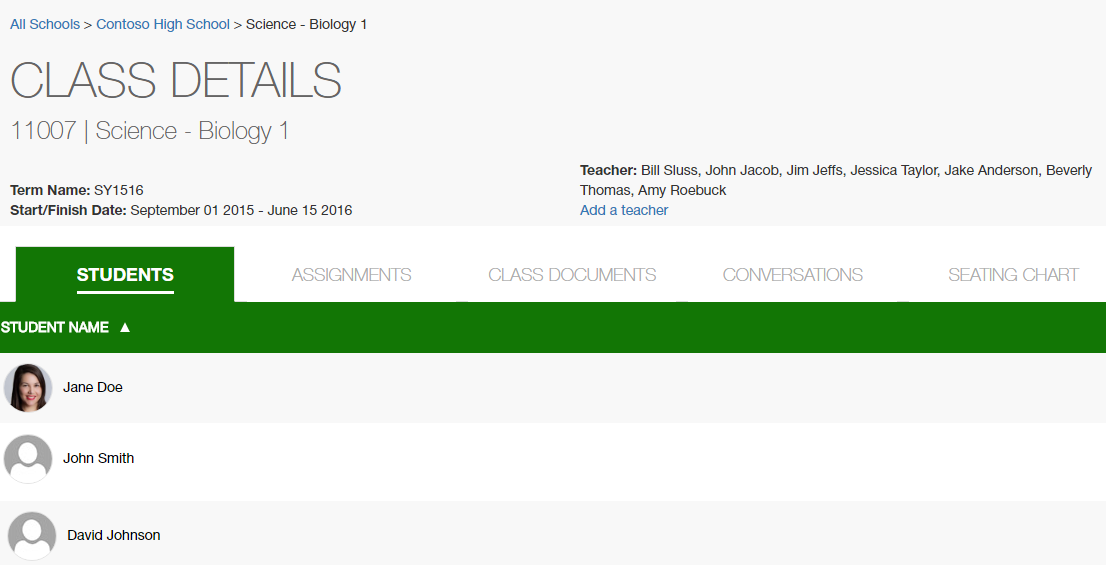 All Schools > Contoso High School > Science - Biology 1
CLASS DETAILS
11007 | Science - Biology 1
Term Name: SY1516
Start/Finish Date: September 01 2015 - June 15 2016
Teacher: Bill Sluss, John Jacob, Jim Jeffs, Jessica Taylor, Jake Anderson, Beverly
Thomas, Amy Roebuck
Add a teacher
STUDENTS ASSIGNMENTS CLASS DOCUMENTS CONVERSATIONS SEATING CHART
STUDENT NAME ▲
Jane Doe
John Smith
David Johnson